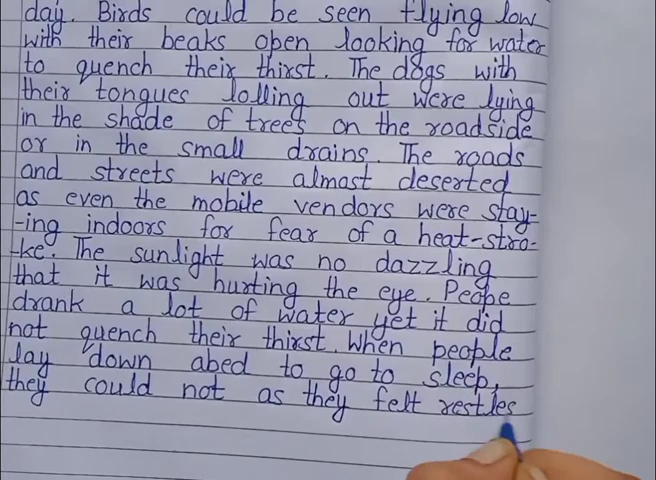 day. Birds could be seen flying low
with their beaks open looking for water
to quench their thirst. The dogs with
their tongues lolling out were lying
in the shade of trees on the roadside
or in the small drains. The roads
and streets were almost deserted
as even the mobile vendors were stay-
-ing indoors for fear of a heat-stro-
-ke. The sunlight was no dazzling
that it was hurting the eye. Peope
drank a lot of water yet it did
not quench their thirst. When people
lay down abed to go to sleep,
they could not as they felt restles